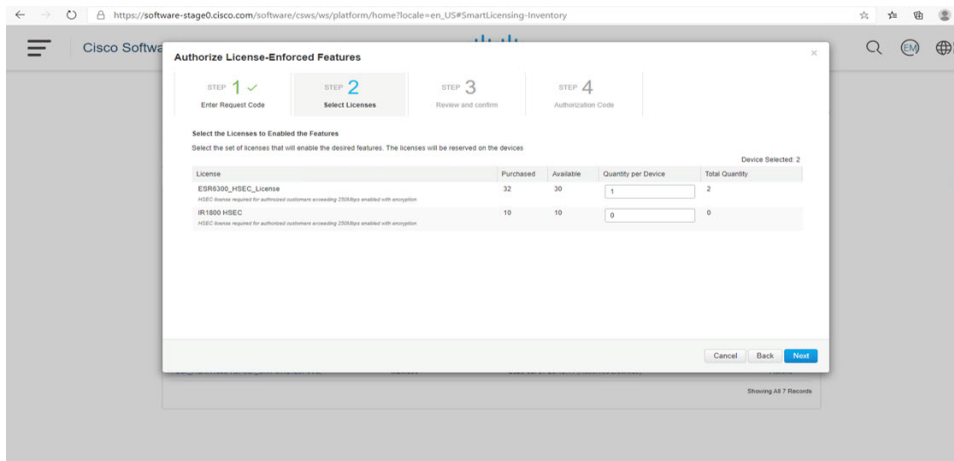 https://software-stage0.cisco.com/software/csws/ws/platform/home?locale=en_US#SmartLicensing-Inventory
Cisco Softwa
EM
Authorize License-Enforced Features
STEP 1
Enter Request Code
STEP 2
Select Licenses
STEP 3
Review and confirm
STEP 4
Authorization Code
Select the Licenses to Enabled the Features
Select the set of licenses that will enable the desired features. The licenses will be reserved on the devices
Device Selected: 2
License Purchased Available Quantity per Device Total Quantity
ESR6300_HSEC_License 32 30 1 2
HSEC license required for authorized customers exceeding 250Mbps enabled with encryption
IR1800 HSEC 10 10 0 0
HSEC license required for authorized customers exceeding 250Mbps enabled with encryption
Cancel Back Next
Showing All 7 Records